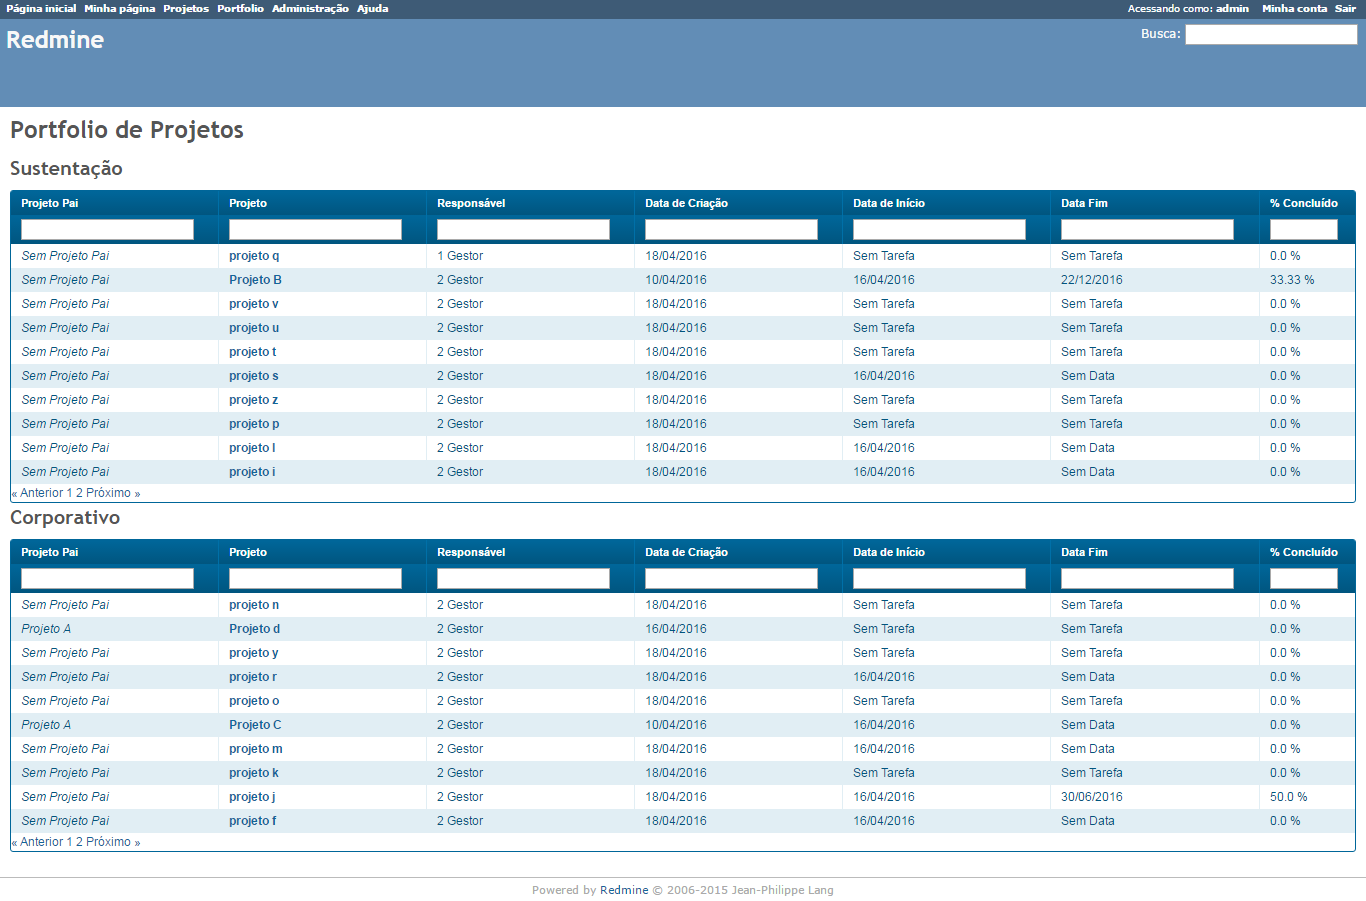 Página inicial Minha página Projetos Portfolio Administração Ajuda Acessando como: admin Minha conta Sair
Redmine Busca:
Portfolio de Projetos
Sustentação
Projeto Pai Projeto Responsável Data de Criação Data de Início Data Fim % Concluído
Sem Projeto Pai projeto q 1 Gestor 18/04/2016 Sem Tarefa Sem Tarefa 0.0 %
Sem Projeto Pai Projeto B 2 Gestor 10/04/2016 16/04/2016 22/12/2016 33.33 %
Sem Projeto Pai projeto v 2 Gestor 18/04/2016 Sem Tarefa Sem Tarefa 0.0 %
Sem Projeto Pai projeto u 2 Gestor 18/04/2016 Sem Tarefa Sem Tarefa 0.0 %
Sem Projeto Pai projeto t 2 Gestor 18/04/2016 Sem Tarefa Sem Tarefa 0.0 %
Sem Projeto Pai projeto s 2 Gestor 18/04/2016 16/04/2016 Sem Data 0.0 %
Sem Projeto Pai projeto z 2 Gestor 18/04/2016 Sem Tarefa Sem Tarefa 0.0 %
Sem Projeto Pai projeto p 2 Gestor 18/04/2016 Sem Tarefa Sem Tarefa 0.0 %
Sem Projeto Pai projeto l 2 Gestor 18/04/2016 16/04/2016 Sem Data 0.0 %
Sem Projeto Pai projeto i 2 Gestor 18/04/2016 16/04/2016 Sem Data 0.0 %
« Anterior 1 2 Próximo »
Corporativo
Projeto Pai Projeto Responsável Data de Criação Data de Início Data Fim % Concluído
Sem Projeto Pai projeto n 2 Gestor 18/04/2016 Sem Tarefa Sem Tarefa 0.0 %
Projeto A Projeto d 2 Gestor 16/04/2016 Sem Tarefa Sem Tarefa 0.0 %
Sem Projeto Pai projeto y 2 Gestor 18/04/2016 Sem Tarefa Sem Tarefa 0.0 %
Sem Projeto Pai projeto r 2 Gestor 18/04/2016 16/04/2016 Sem Data 0.0 %
Sem Projeto Pai projeto o 2 Gestor 18/04/2016 Sem Tarefa Sem Tarefa 0.0 %
Projeto A Projeto C 2 Gestor 10/04/2016 16/04/2016 Sem Data 0.0 %
Sem Projeto Pai projeto m 2 Gestor 18/04/2016 16/04/2016 Sem Data 0.0 %
Sem Projeto Pai projeto k 2 Gestor 18/04/2016 Sem Tarefa Sem Tarefa 0.0 %
Sem Projeto Pai projeto j 2 Gestor 18/04/2016 16/04/2016 30/06/2016 50.0 %
Sem Projeto Pai projeto f 2 Gestor 18/04/2016 16/04/2016 Sem Data 0.0 %
« Anterior 1 2 Próximo »
Powered by Redmine © 2006-2015 Jean-Philippe Lang